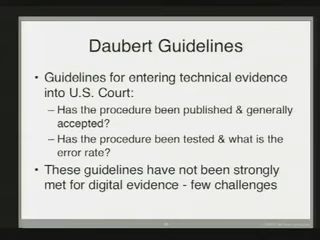 Daubert Guidelines
• Guidelines for entering technical evidence
into U.S. Court:
– Has the procedure been published & generally
accepted?
– Has the procedure been tested & what is the
error rate?
• These guidelines have not been strongly
met for digital evidence - few challenges